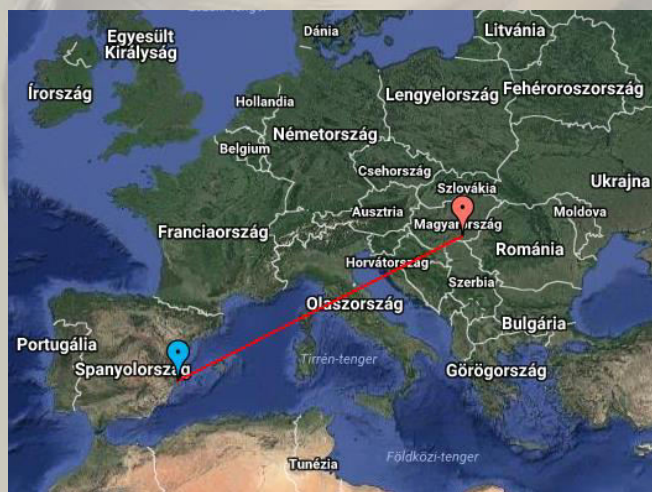 Dánia
Litvánia
Egyesült
Királyság
Írország
Hollandia
Lengyelország
Fehéroroszország
Németország
Belgium
Csehország
Szlovákia
Ukrajna
Ausztria
Magyarország
Moldova
Franciaország
Románia
Horvátország
Szerbia
Olaszország
Bulgária
Portugália
Spanyolország
Tirrén-tenger
Görögország
Földközi-tenger
Tunézia